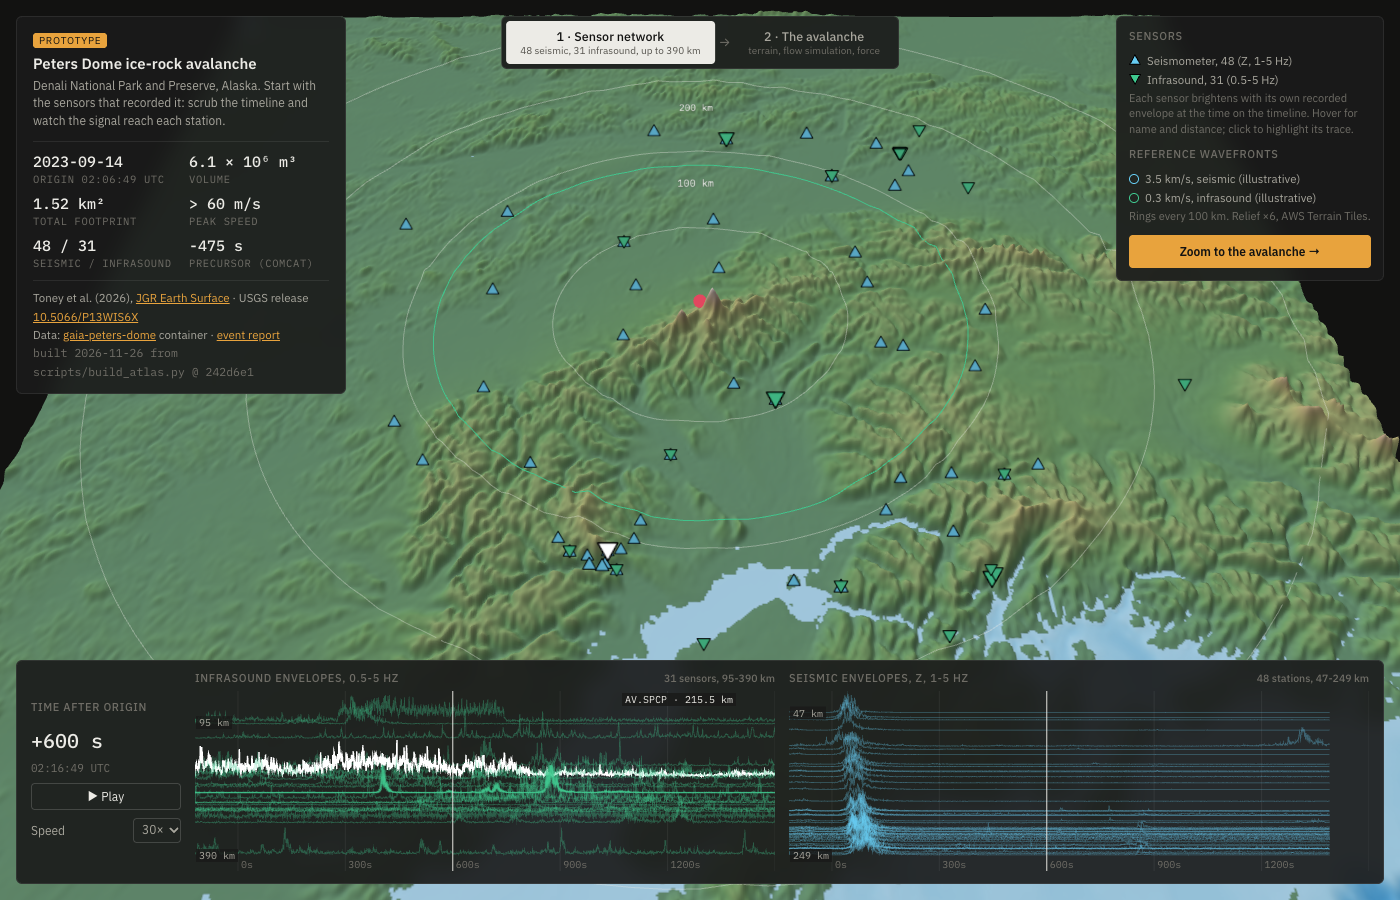 PROTOTYPE
Peters Dome ice-rock avalanche
Denali National Park and Preserve, Alaska. Start with
the sensors that recorded it: scrub the timeline and
watch the signal reach each station.
2023-09-14
ORIGIN 02:06:49 UTC
6.1 × 10⁶ m³
VOLUME
1.52 km²
TOTAL FOOTPRINT
> 60 m/s
PEAK SPEED
48 / 31
SEISMIC / INFRASOUND
-475 s
PRECURSOR (COMCAT)
Toney et al. (2026), JGR Earth Surface · USGS release
10.5066/P13WIS6X
Data: gaia-peters-dome container · event report
built 2026-11-26 from
scripts/build_atlas.py @ 242d6e1
1 · Sensor network
48 seismic, 31 infrasound, up to 390 km
→
2 · The avalanche
terrain, flow simulation, force
SENSORS
Seismometer, 48 (Z, 1-5 Hz)
Infrasound, 31 (0.5-5 Hz)
Each sensor brightens with its own recorded
envelope at the time on the timeline. Hover for
name and distance; click to highlight its trace.
REFERENCE WAVEFRONTS
3.5 km/s, seismic (illustrative)
0.3 km/s, infrasound (illustrative)
Rings every 100 km. Relief ×6, AWS Terrain Tiles.
Zoom to the avalanche →
200 km
100 km
TIME AFTER ORIGIN
+600 s
02:16:49 UTC
▶ Play
Speed
30×
INFRASOUND ENVELOPES, 0.5-5 HZ
31 sensors, 95-390 km
AV.SPCP · 215.5 km
95 km
390 km
0s
300s
600s
900s
1200s
SEISMIC ENVELOPES, Z, 1-5 HZ
48 stations, 47-249 km
47 km
249 km
0s
300s
600s
900s
1200s